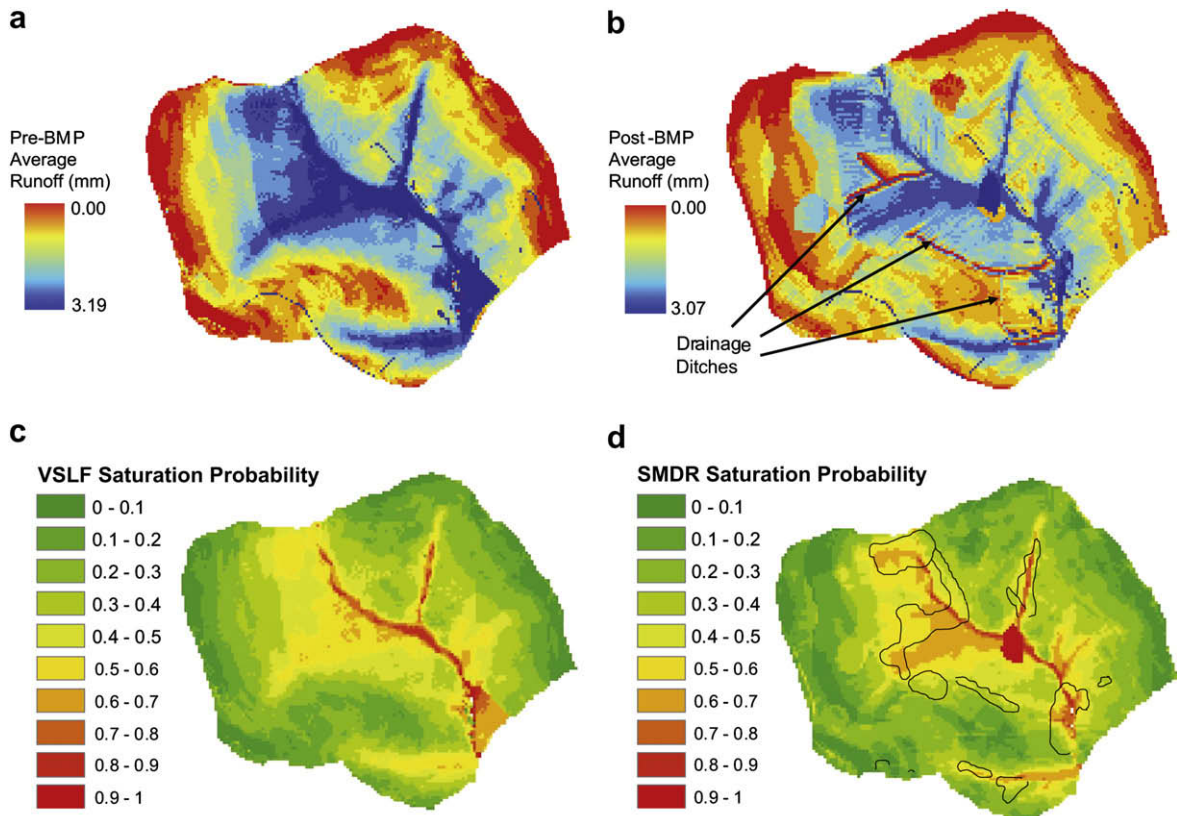 a
Pre-BMP
Average
Runoff (mm)
0.00
3.19
b
Post -BMP
Average
Runoff (mm)
0.00
3.07
Drainage
Ditches
c
VSLF Saturation Probability
0 - 0.1
0.1 - 0.2
0.2 - 0.3
0.3 - 0.4
0.4 - 0.5
0.5 - 0.6
0.6 - 0.7
0.7 - 0.8
0.8 - 0.9
0.9 - 1
d
SMDR Saturation Probability
0 - 0.1
0.1 - 0.2
0.2 - 0.3
0.3 - 0.4
0.4 - 0.5
0.5 - 0.6
0.6 - 0.7
0.7 - 0.8
0.8 - 0.9
0.9 - 1